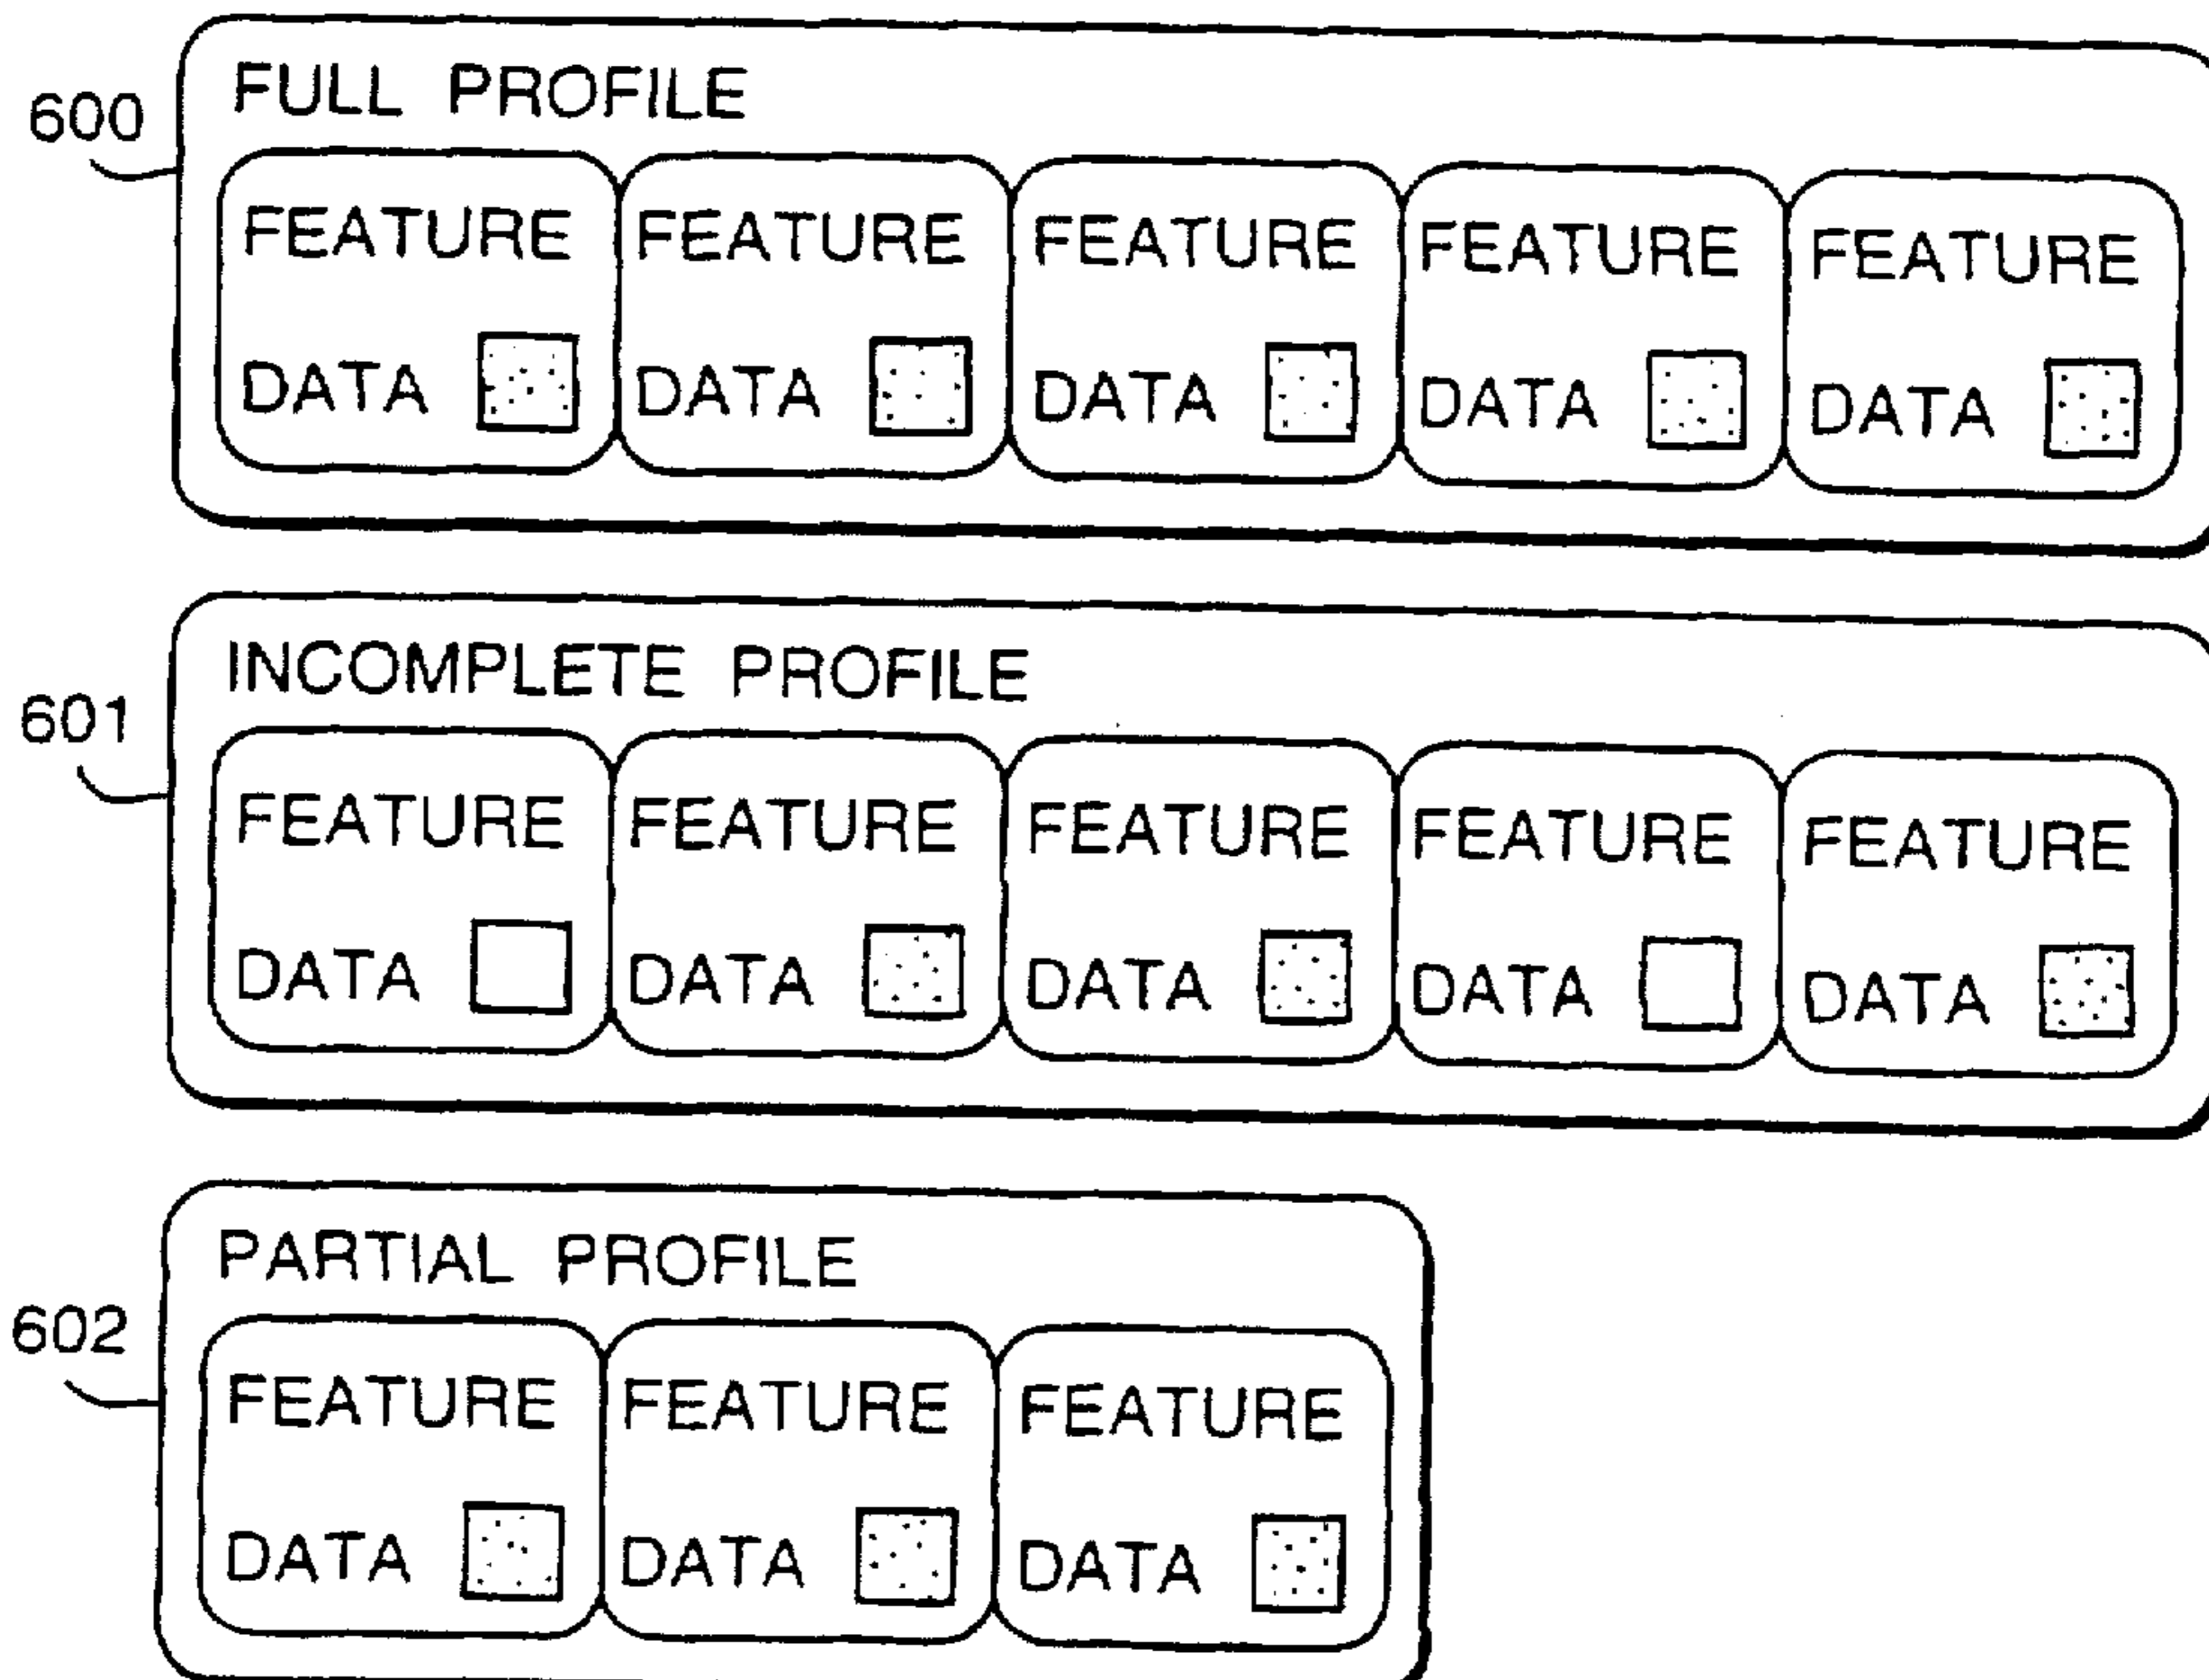 FULL PROFILE
600
FEATURE FEATURE FEATURE FEATURE FEATURE
DATA DATA DATA DATA DATA
INCOMPLETE PROFILE
601
FEATURE FEATURE FEATURE FEATURE FEATURE
DATA DATA DATA DATA DATA
PARTIAL PROFILE
602
FEATURE FEATURE FEATURE
DATA DATA DATA